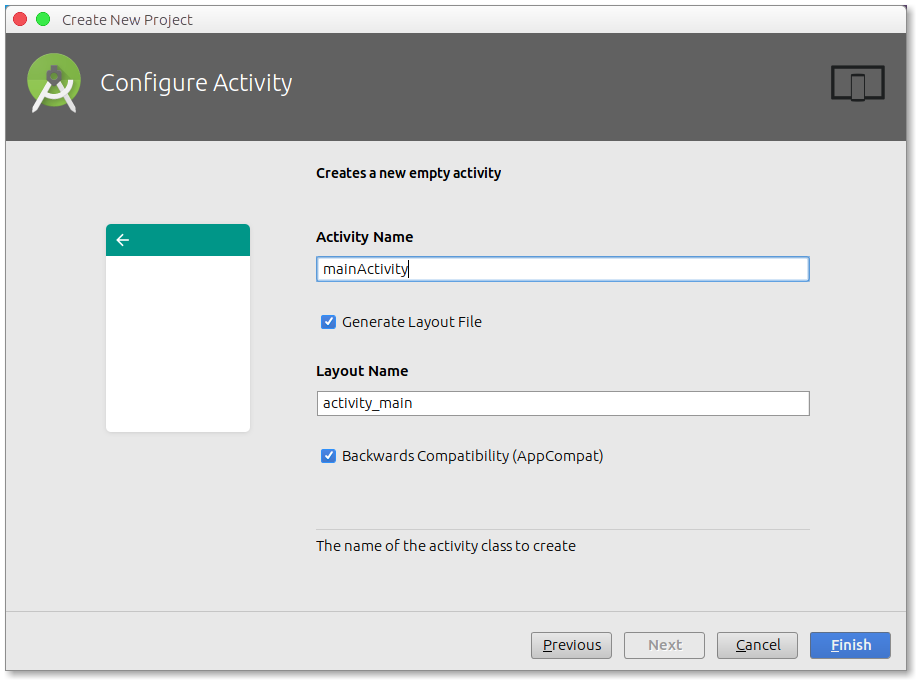 Create New Project
Configure Activity
Creates a new empty activity
Activity Name
mainActivity
Generate Layout File
Layout Name
activity_main
Backwards Compatibility (AppCompat)
The name of the activity class to create
Previous
Next
Cancel
Finish